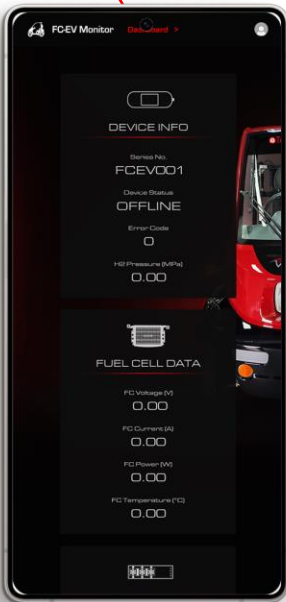 FC-EV Monitor Dashboard >
DEVICE INFO
Series No.
FCEV001
Device Status
OFFLINE
Error Code
0
H2 Pressure (MPa)
0.00
FUEL CELL DATA
FC Voltage (V)
0.00
FC Current (A)
0.00
FC Power (W)
0.00
FC Temperature (°C)
0.00